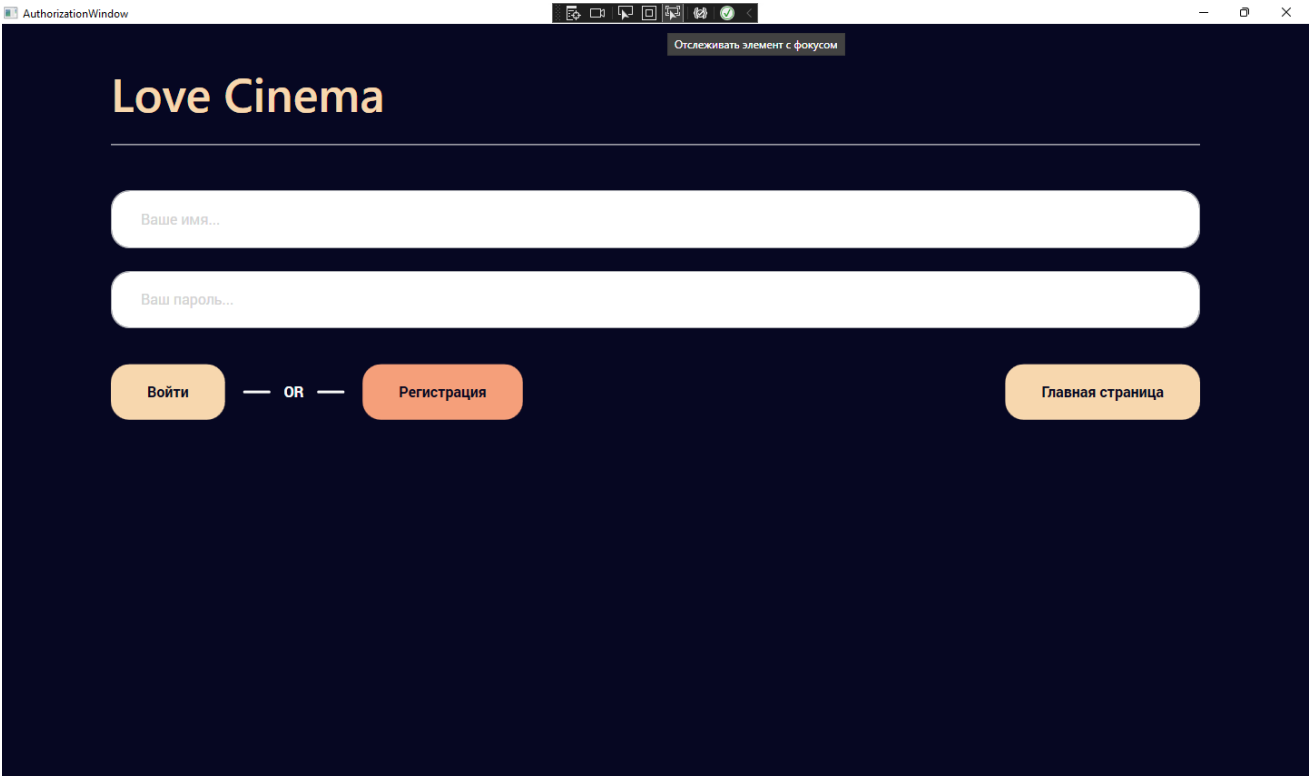 AuthorizationWindow
Отслеживать элемент с фокусом
Love Cinema
Ваше имя...
Ваш пароль...
Войти
OR
Регистрация
Главная страница